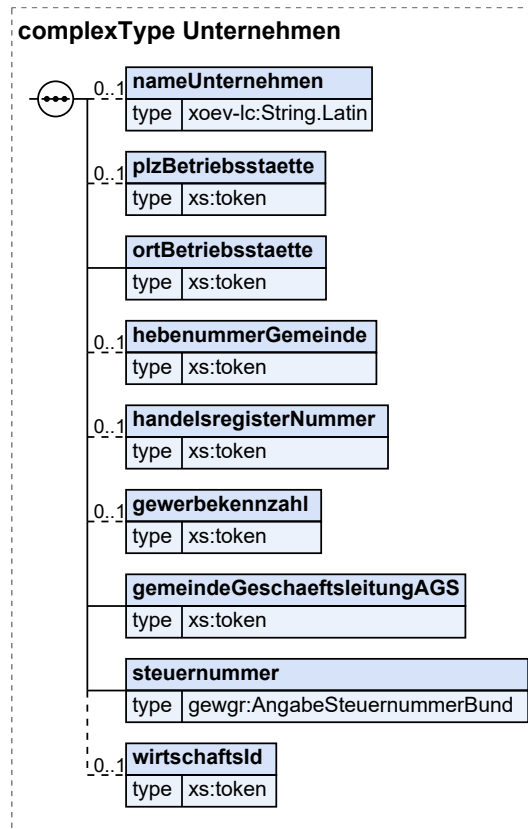 complexType Unternehmen
0..1 nameUnternehmen
type xoev-lc:String.Latin
0..1 plzBetriebsstaette
type xs:token
ortBetriebsstaette
type xs:token
0..1 hebenummerGemeinde
type xs:token
0..1 handelsregisterNummer
type xs:token
0..1 gewerbekennzahl
type xs:token
gemeindeGeschaeftsleitungAGS
type xs:token
steuernummer
type gewgr:AngabeSteuernummerBund
0..1 wirtschaftsId
type xs:token